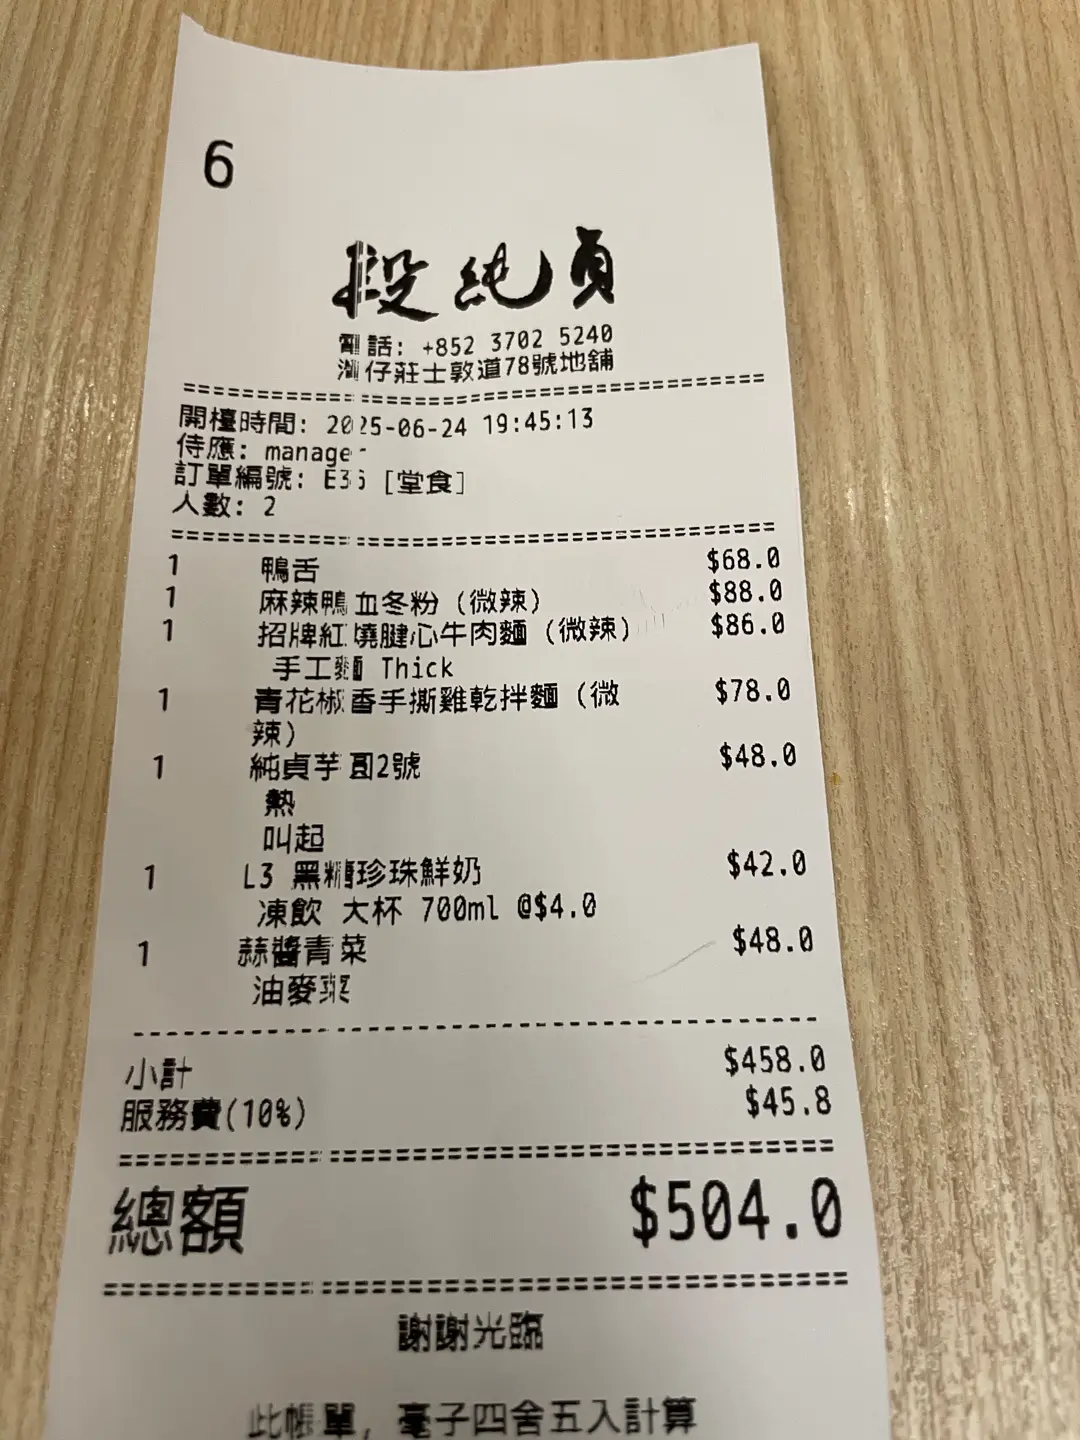 6
段純貞
電話: +852 3702 5240
灣仔莊士敦道78號地舖
開檯時間: 2025-06-24 19:45:13
侍應: manager
訂單編號: E36 [堂食]
人數: 2
1 鴨舌 $68.0
1 麻辣鴨血冬粉 (微辣) $88.0
1 招牌紅燒腱心牛肉麵 (微辣) $86.0
手工麵 Thick
1 青花椒香手撕雞乾拌麵 (微 $78.0
辣)
1 純貞芋圓2號 $48.0
熱
叫起
1 L3 黑糖珍珠鮮奶 $42.0
凍飲 大杯 700ml @$4.0
1 蒜醬青菜 $48.0
油麥菜
小計 $458.0
服務費(10%) $45.8
總額 $504.0
謝謝光臨
此帳單, 毫子四舍五入計算